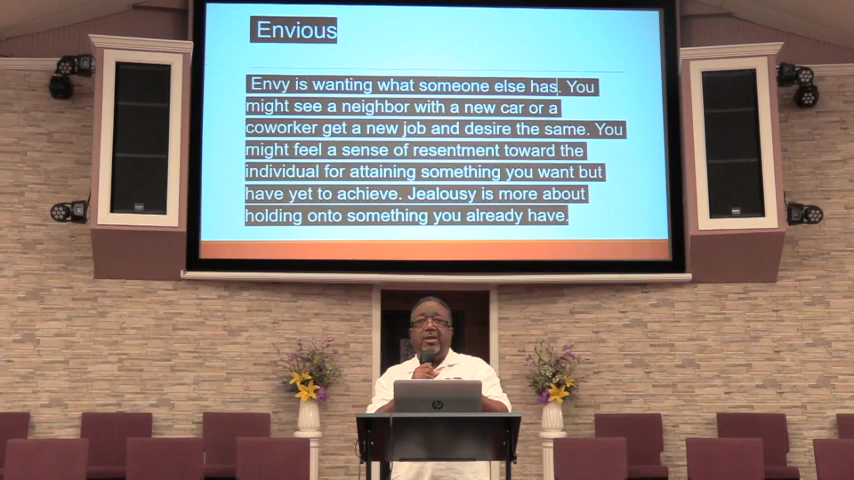 Envious
Envy is wanting what someone else has. You
might see a neighbor with a new car or a
coworker get a new job and desire the same. You
might feel a sense of resentment toward the
individual for attaining something you want but
have yet to achieve. Jealousy is more about
holding onto something you already have.
hp